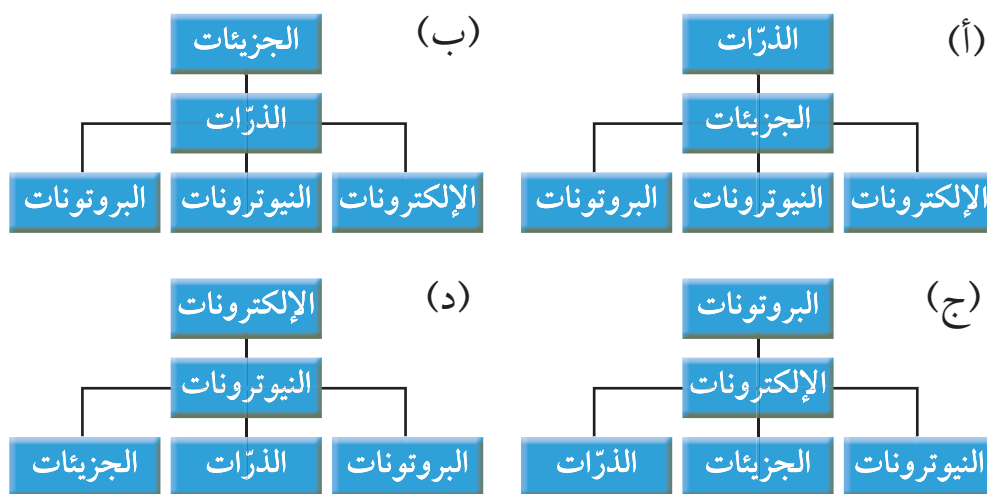 (أ)
الذرّات
الجزيئات
الإلكترونات النيوترونات البروتونات
(ب)
الجزيئات
الذرّات
الإلكترونات النيوترونات البروتونات
(ج)
البروتونات
الإلكترونات
النيوترونات الجزيئات الذرّات
(د)
الإلكترونات
النيوترونات
البروتونات الذرّات الجزيئات